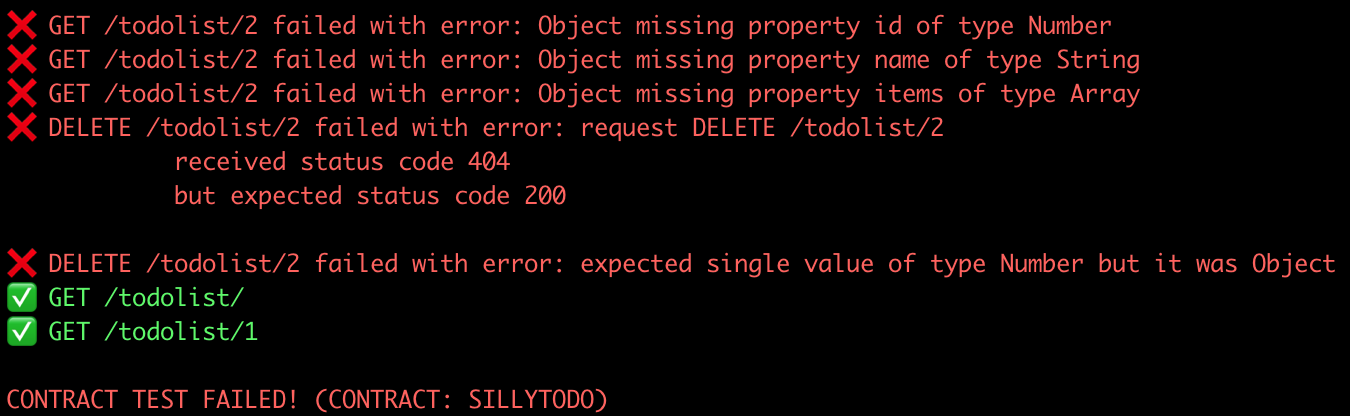 ❌ GET /todolist/2 failed with error: Object missing property id of type Number
❌ GET /todolist/2 failed with error: Object missing property name of type String
❌ GET /todolist/2 failed with error: Object missing property items of type Array
❌ DELETE /todolist/2 failed with error: request DELETE /todolist/2
received status code 404
but expected status code 200
❌ DELETE /todolist/2 failed with error: expected single value of type Number but it was Object
✅ GET /todolist/
✅ GET /todolist/1
CONTRACT TEST FAILED! (CONTRACT: SILLYTODO)